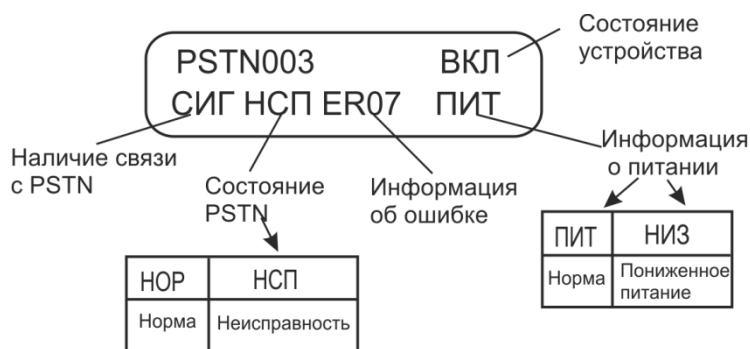 Состояние
устройства
PSTN003 ВКЛ
СИГ НСП ER07 ПИТ
Наличие связи
с PSTN
Состояние
PSTN
Информация
об ошибке
Информация
о питании
ПИТ НИЗ
Норма Пониженное
питание
НОР НСП
Норма Неисправность